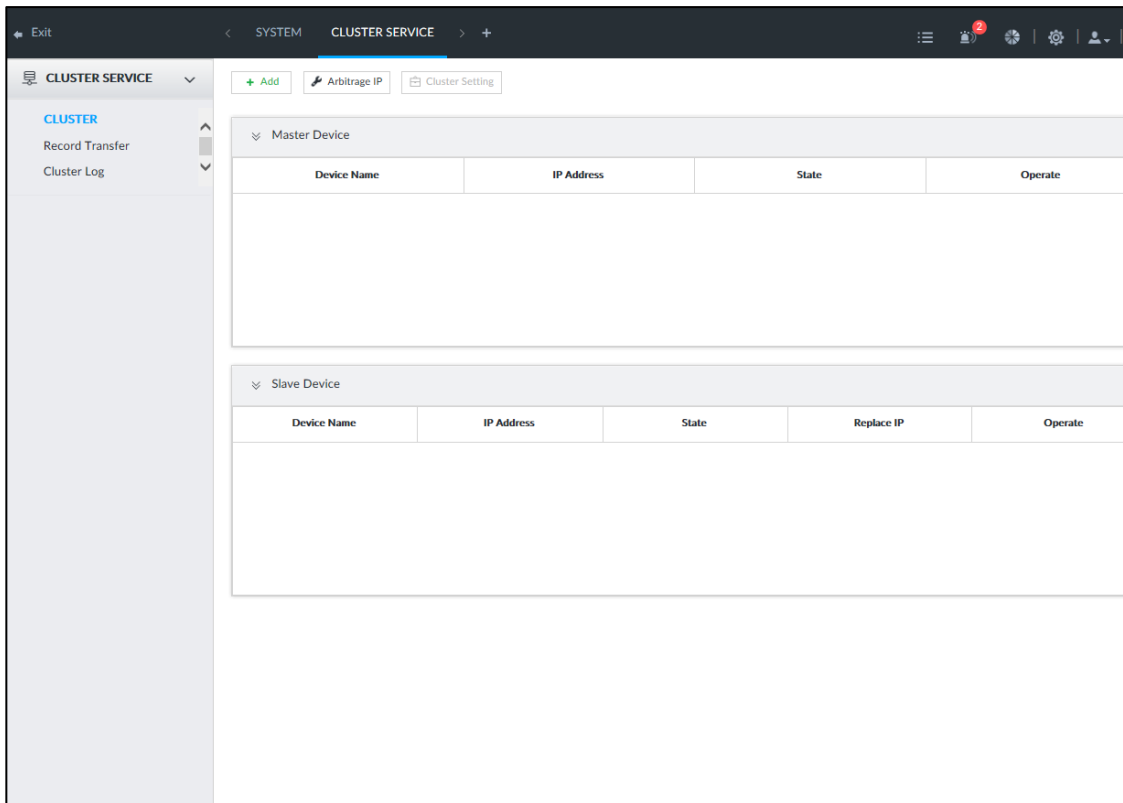 Exit
SYSTEM CLUSTER SERVICE +
2
CLUSTER SERVICE
CLUSTER
Record Transfer
Cluster Log
+ Add Arbitrage IP Cluster Setting
Master Device
Device Name IP Address State Operate
Slave Device
Device Name IP Address State Replace IP Operate